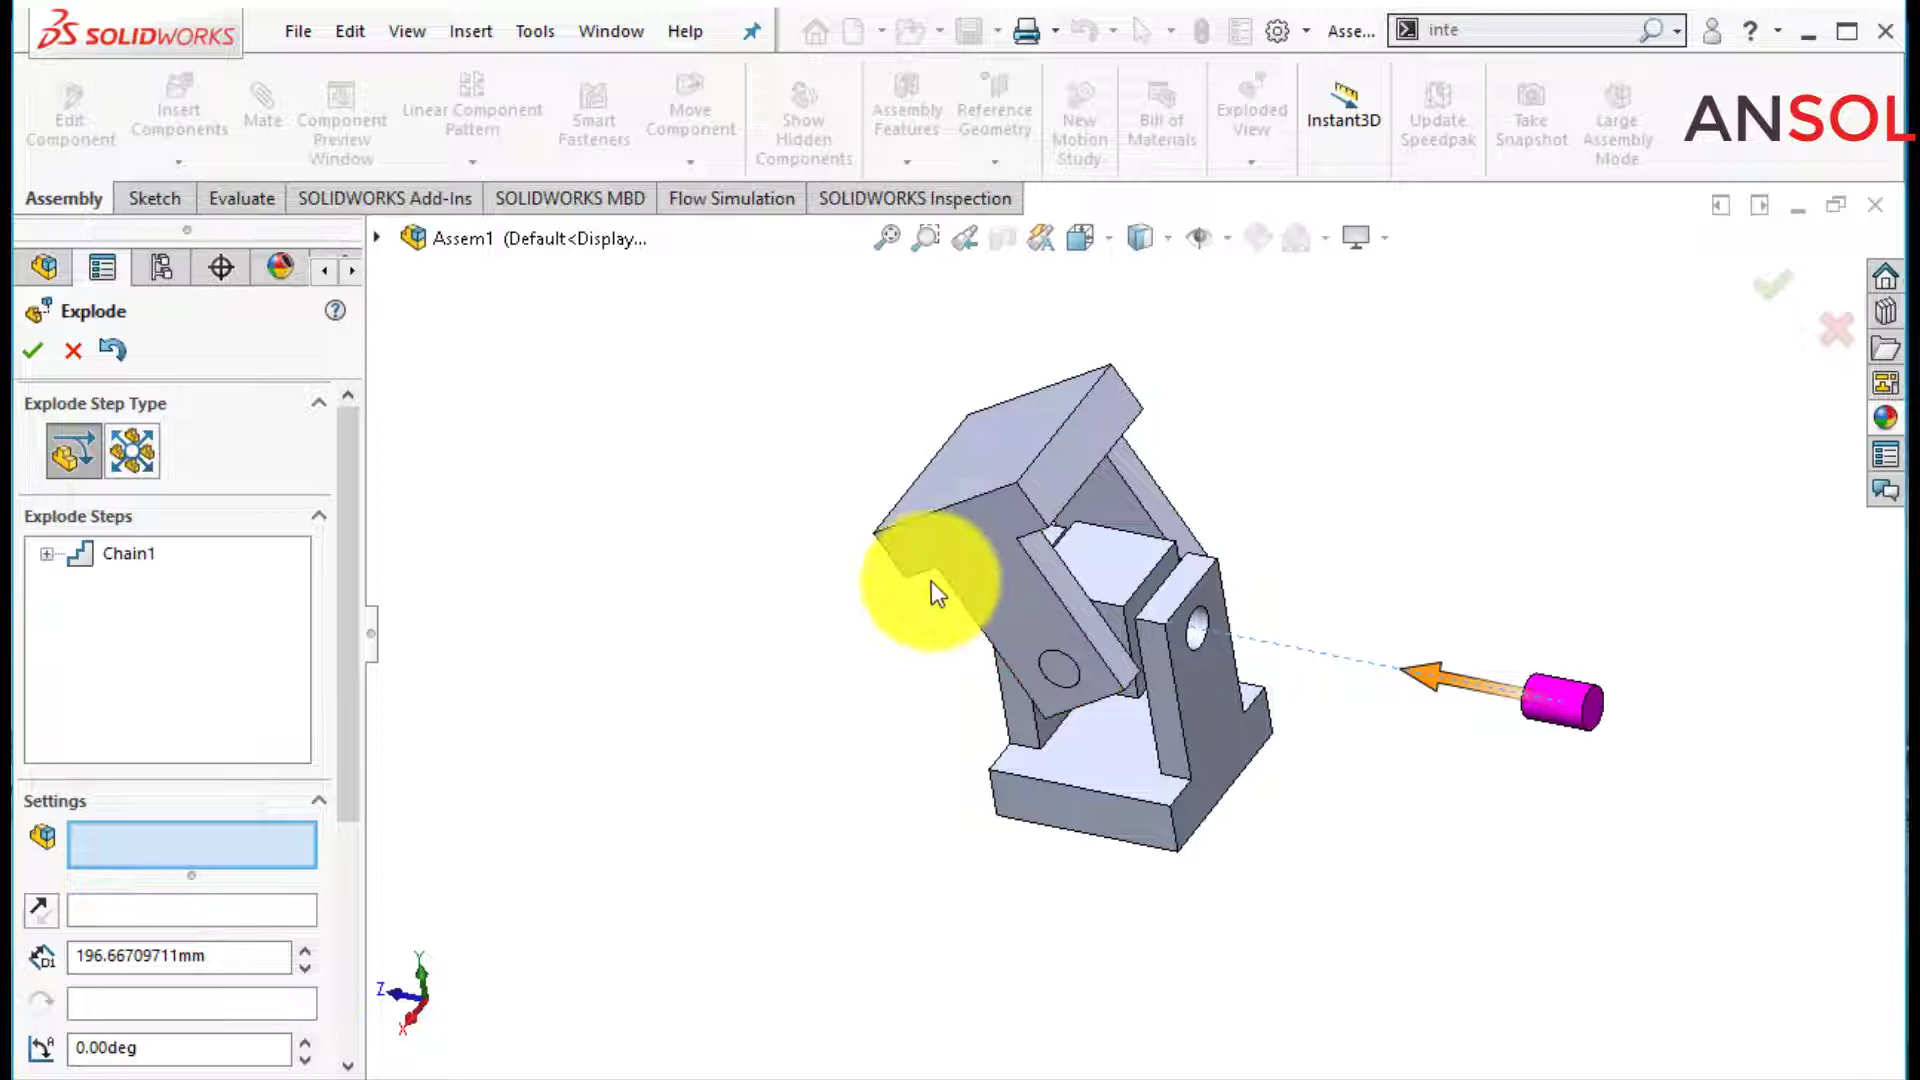 SOLIDWORKS
File Edit View Insert Tools Window Help
Asse...
inte
?
Edit Component
Insert Components
Mate
Component Preview Window
Linear Component Pattern
Smart Fasteners
Move Component
Show Hidden Components
Assembly Features
Reference Geometry
New Motion Study
Bill of Materials
Exploded View
Instant3D
Update Speedpak
Take Snapshot
Large Assembly Mode
ANSOL
Assembly Sketch Evaluate SOLIDWORKS Add-Ins SOLIDWORKS MBD Flow Simulation SOLIDWORKS Inspection
Assem1 (Default<Display...
Explode
?
Explode Step Type
Explode Steps
Chain1
Settings
D1
196.66709711mm
A
0.00deg
Y
Z
X